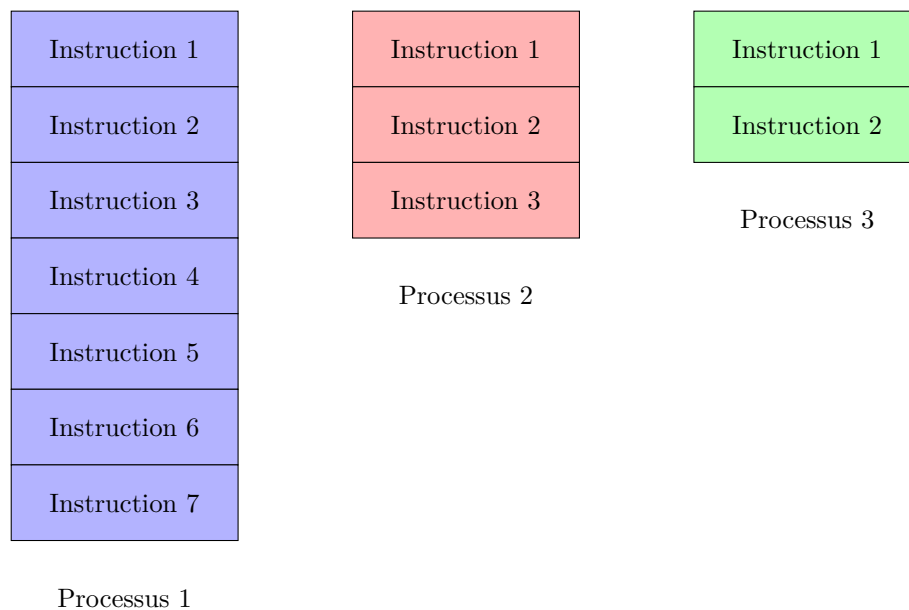 Instruction 1
Instruction 2
Instruction 3
Instruction 4
Instruction 5
Instruction 6
Instruction 7
Processus 1
Instruction 1
Instruction 2
Instruction 3
Processus 2
Instruction 1
Instruction 2
Processus 3